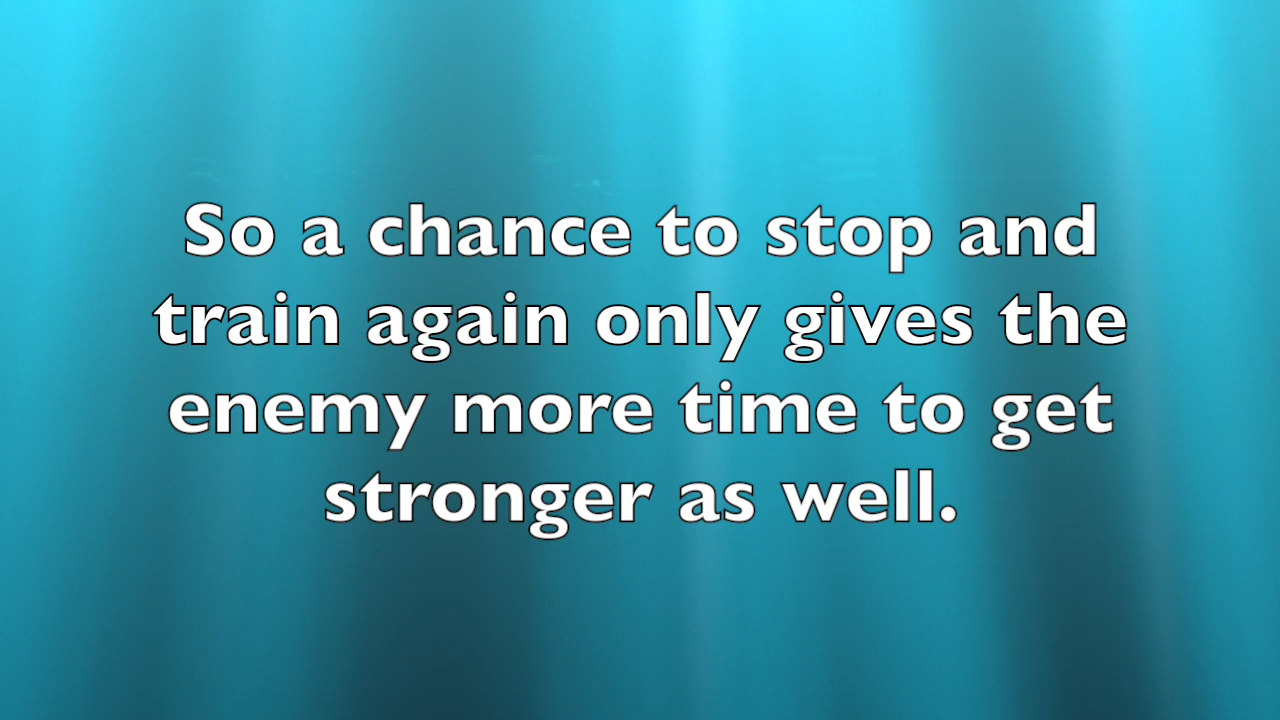 So a chance to stop and
train again only gives the
enemy more time to get
stronger as well.